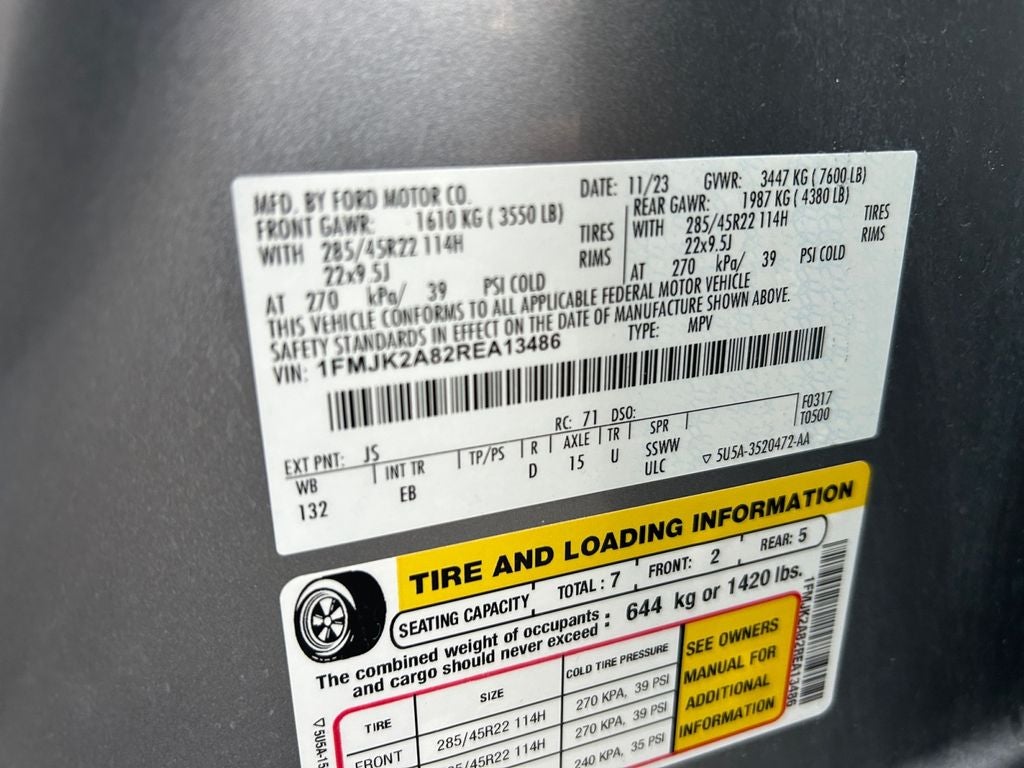 MFD. BY FORD MOTOR CO. DATE: 11/23 GVWR: 3447 KG ( 7600 LB)
FRONT GAWR: 1610 KG ( 3550 LB) REAR GAWR: 1987 KG ( 4380 LB)
WITH 285/45R22 114H TIRES WITH 285/45R22 114H TIRES
22x9.5J RIMS 22x9.5J RIMS
AT 270 kPa/ 39 PSI COLD AT 270 kPa/ 39 PSI COLD
THIS VEHICLE CONFORMS TO ALL APPLICABLE FEDERAL MOTOR VEHICLE
SAFETY STANDARDS IN EFFECT ON THE DATE OF MANUFACTURE SHOWN ABOVE.
VIN: 1FMJK2A82REA13486 TYPE: MPV
F0317
EXT PNT: JS RC: 71 DSO: T0500
WB INT TR TP/PS R AXLE TR SPR
132 EB D 15 U SSWW
ULC ▽ 5U5A-3520472-AA
TIRE AND LOADING INFORMATION
SEATING CAPACITY TOTAL : 7 FRONT: 2 REAR: 5
The combined weight of occupants and cargo should never exceed : 644 kg or 1420 lbs.
TIRE SIZE COLD TIRE PRESSURE
FRONT 285/45R22 114H 270 KPA, 39 PSI
285/45R22 114H 270 KPA, 39 PSI
240 KPA, 35 PSI
SEE OWNERS
MANUAL FOR
ADDITIONAL
INFORMATION
1FMJK2A82REA13486
▽ 5U5A-15